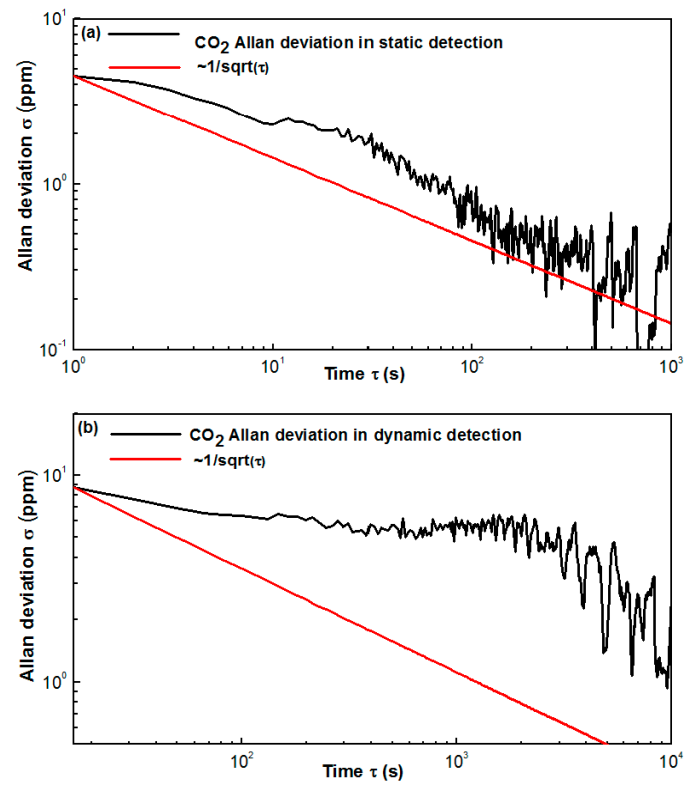 10¹
(a)
CO₂ Allan deviation in static detection
~1/sqrt(τ)
Allan deviation σ (ppm)
10⁰
10⁻¹
10⁰ 10¹ 10² 10³
Time τ (s)
(b)
CO₂ Allan deviation in dynamic detection
~1/sqrt(τ)
10¹
Allan deviation σ (ppm)
10⁰
10² 10³ 10⁴
Time τ (s)